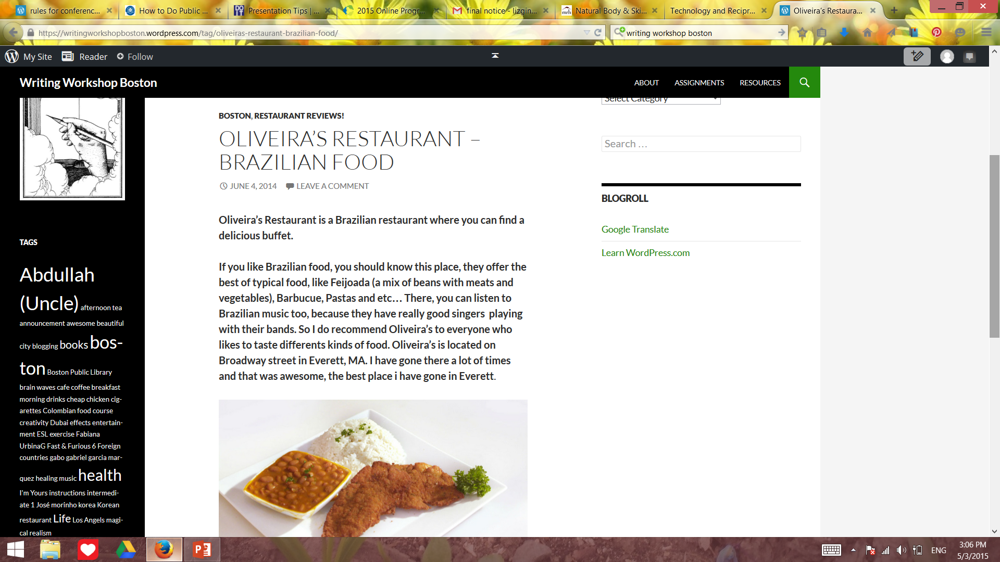 rules for conferenc...
How to Do Public ...
Presentation Tips | ...
2015 Online Progr...
final notice - lizgin...
Natural Body & Ski...
Technology and Recipr...
Oliveira's Restaura...
https://writingworkshopboston.wordpress.com/tag/oliveiras-restaurant-brazilian-food/
writing workshop boston
My Site
Reader
Follow
Writing Workshop Boston
ABOUT
ASSIGNMENTS
RESOURCES
Select Category
BOSTON, RESTAURANT REVIEWS!
OLIVEIRA'S RESTAURANT –
BRAZILIAN FOOD
JUNE 4, 2014
LEAVE A COMMENT
Oliveira's Restaurant is a Brazilian restaurant where you can find a
delicious buffet.
If you like Brazilian food, you should know this place, they offer the
best of typical food, like Feijoada (a mix of beans with meats and
vegetables), Barbucue, Pastas and etc… There, you can listen to
Brazilian music too, because they have really good singers  playing
with their bands. So I do recommend Oliveira's to everyone who
likes to taste differents kinds of food. Oliveira's is located on
Broadway street in Everett, MA. I have gone there a lot of times
and that was awesome, the best place i have gone in Everett.
Search …
BLOGROLL
Google Translate
Learn WordPress.com
TAGS
Abdullah
(Uncle) afternoon tea
announcement awesome beautiful
city blogging books bos-
ton Boston Public Library
brain waves cafe coffee breakfast
morning drinks cheap chicken cig-
arettes Colombian food course
creativity Dubai effects entertain-
ment ESL exercise Fabiana
UrbinaG Fast & Furious 6 Foreign
countries gabo gabriel garcia mar-
quez healing music health
I'm Yours instructions intermedi-
ate 1 José morinho korea Korean
restaurant Life Los Angels magi-
cal realism
ENG
3:06 PM
5/3/2015